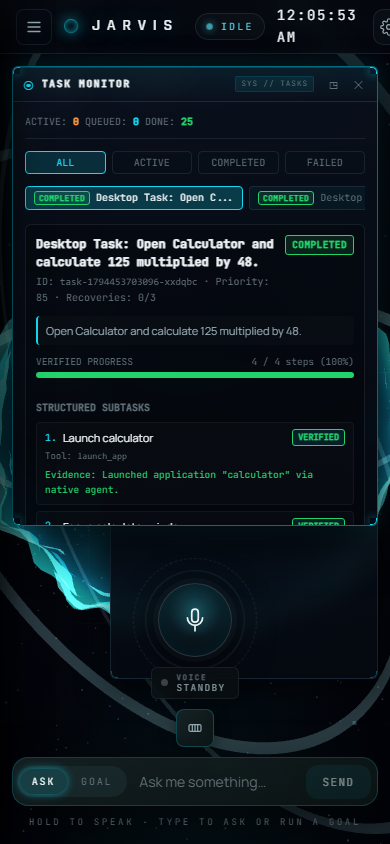 JARVIS
IDLE
12:05:53
AM
TASK MONITOR
SYS // TASKS
ACTIVE: 0 QUEUED: 0 DONE: 25
ALL
ACTIVE
COMPLETED
FAILED
COMPLETED Desktop Task: Open C...
COMPLETED Desktop
Desktop Task: Open Calculator and
calculate 125 multiplied by 48.
COMPLETED
ID: task-1794453703096-xxdqbc · Priority:
85 · Recoveries: 0/3
Open Calculator and calculate 125 multiplied by 48.
VERIFIED PROGRESS
4 / 4 steps (100%)
STRUCTURED SUBTASKS
1. Launch calculator
VERIFIED
Tool: launch_app
Evidence: Launched application "calculator" via
native agent.
VOICE
STANDBY
ASK
GOAL
Ask me something...
SEND
HOLD TO SPEAK · TYPE TO ASK OR RUN A GOAL